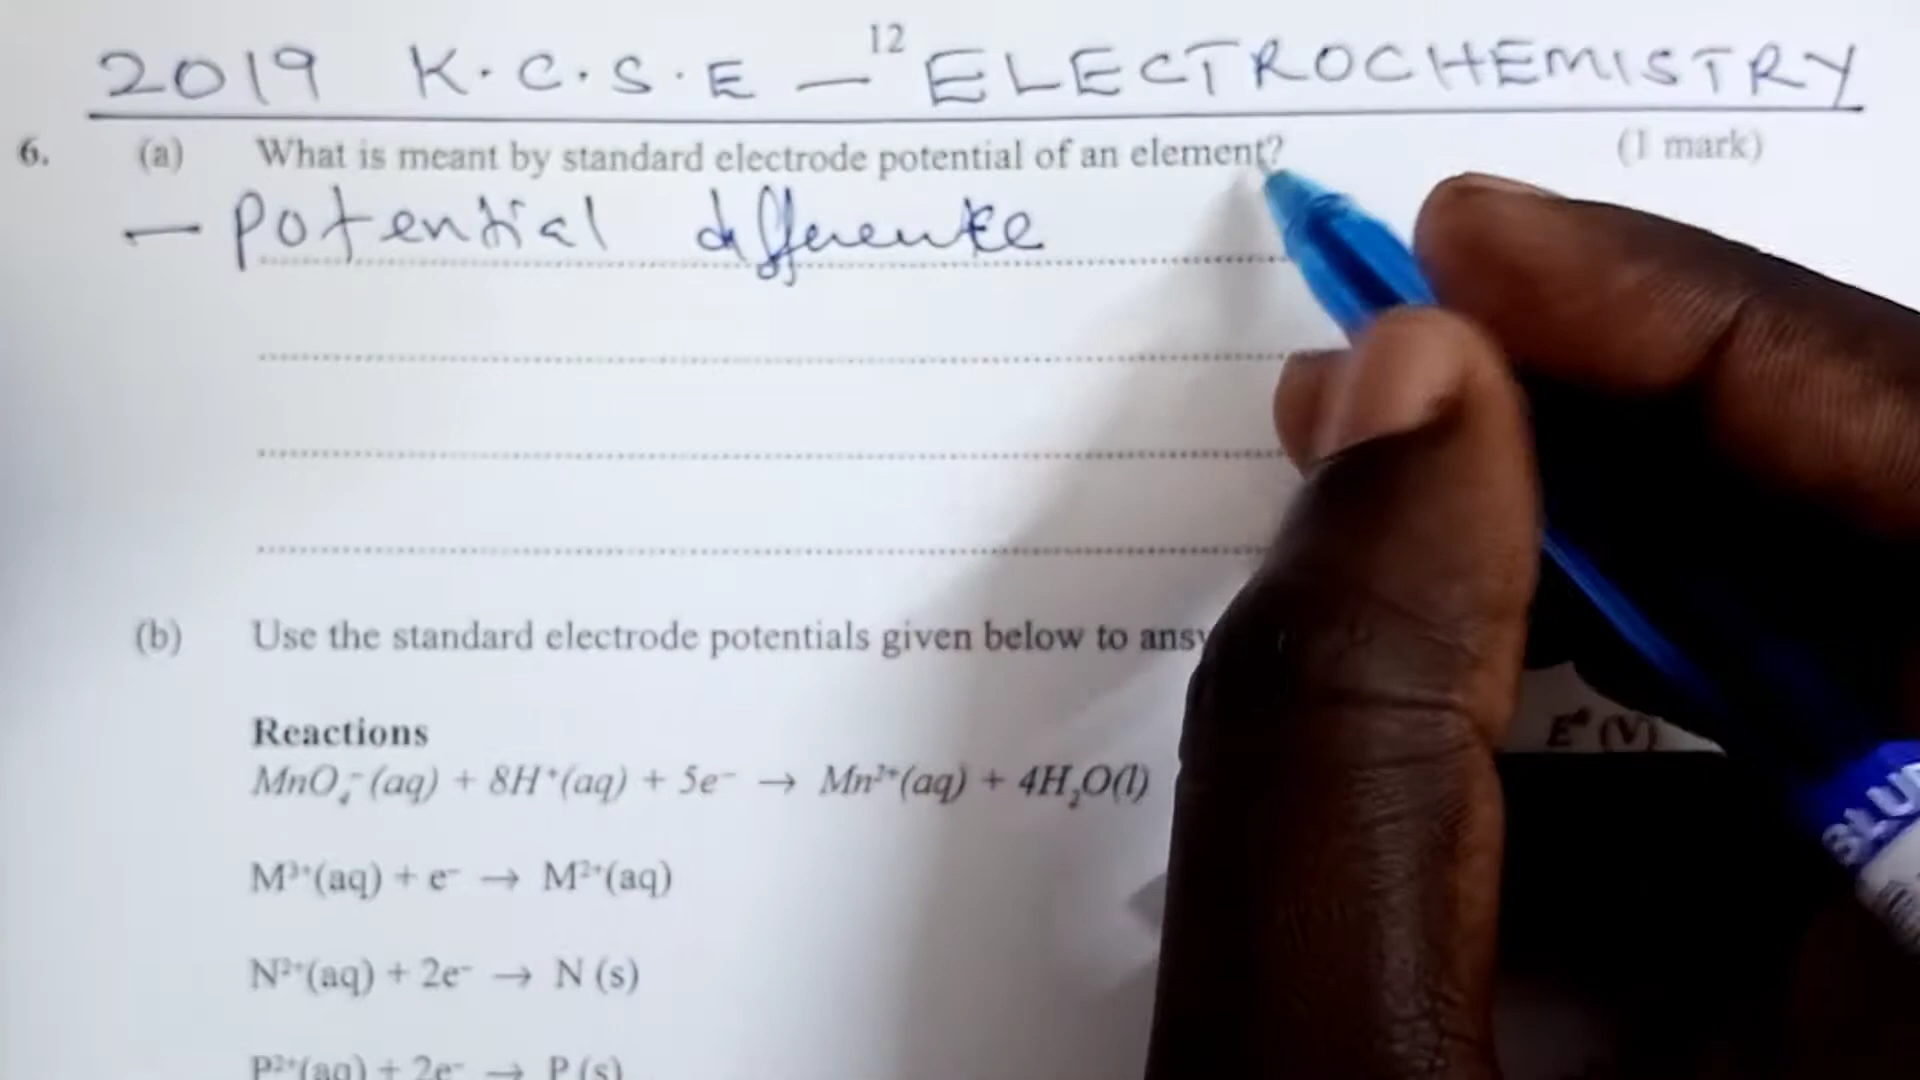 12
2019 K.C.S.E — ELECTROCHEMISTRY
6. (a) What is meant by standard electrode potential of an element? (1 mark)
— Potential difference
(b) Use the standard electrode potentials given below to
Reactions E° (V)
MnO₄⁻(aq) + 8H⁺(aq) + 5e⁻ → Mn²⁺(aq) + 4H₂O(l)
M³⁺(aq) + e⁻ → M²⁺(aq)
N²⁺(aq) + 2e⁻ → N (s)
P²⁺(aq) + 2e⁻ → P (s)